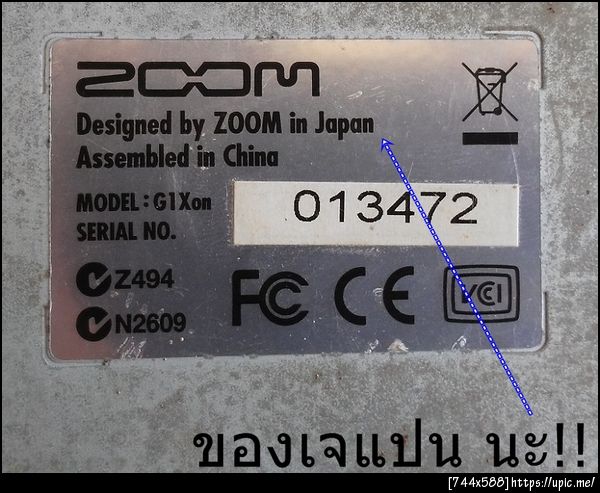 ZOOM
Designed by ZOOM in Japan
Assembled in China
MODEL : G1Xon
SERIAL NO.
013472
Z494
N2609
FC CE VCCI
ของเจแปน นะ!!
[744x588]https://upic.me/